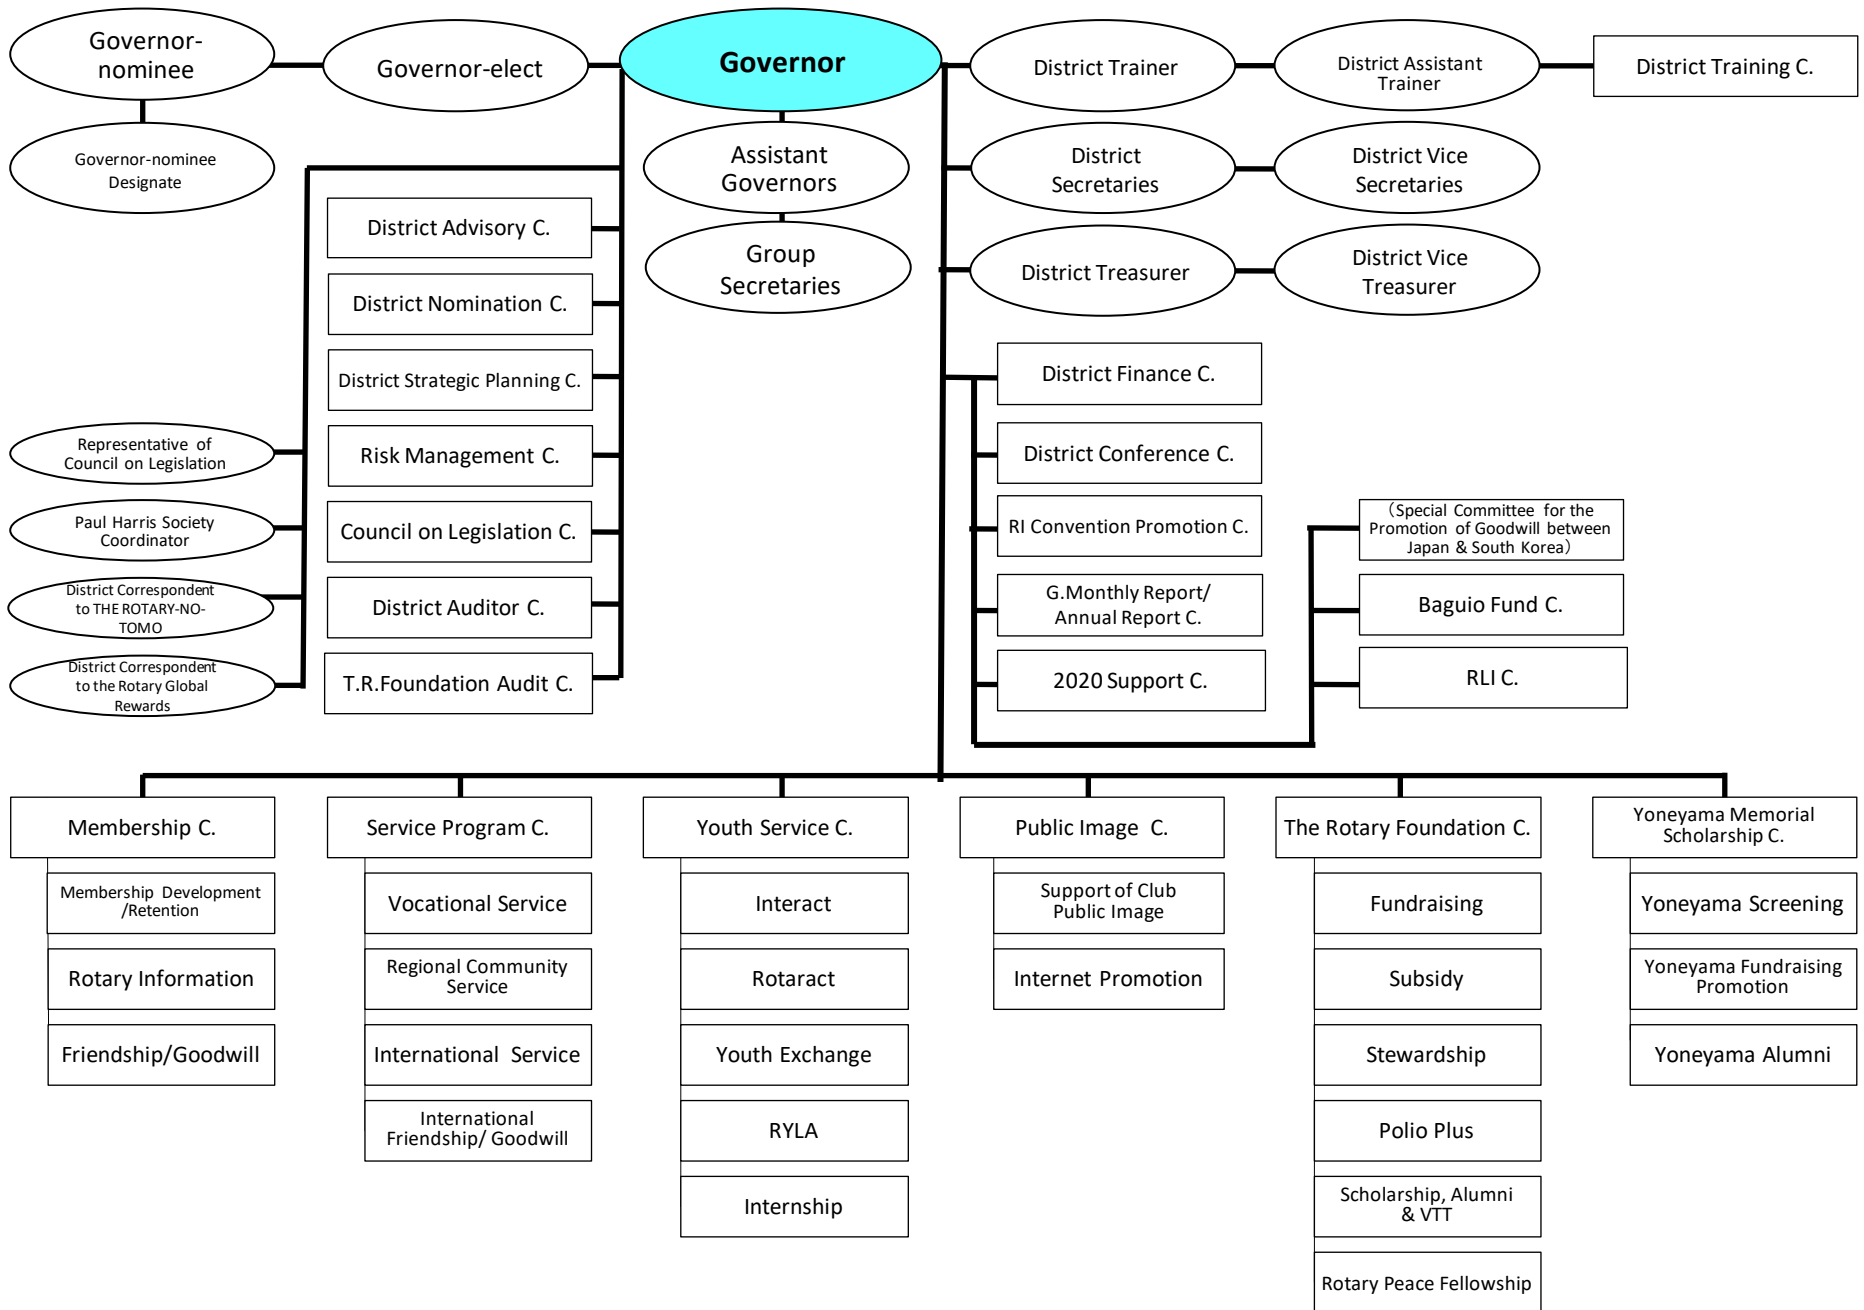 Governor-
nominee
Governor-elect
Governor
District Trainer
District Assistant
Trainer
District Training C.
Governor-nominee
Designate
Assistant
Governors
District
Secretaries
District Vice
Secretaries
District Advisory C.
Group
Secretaries
District Treasurer
District Vice
Treasurer
District Nomination C.
District Strategic Planning C.
District Finance C.
Representative of
Council on Legislation
Risk Management C.
District Conference C.
Paul Harris Society
Coordinator
Council on Legislation C.
RI Convention Promotion C.
（Special Committee for the
Promotion of Goodwill between
Japan & South Korea）
District Correspondent
to THE ROTARY-NO-
TOMO
District Auditor C.
G.Monthly Report/
Annual Report C.
Baguio Fund C.
District Correspondent
to the Rotary Global
Rewards
T.R.Foundation Audit C.
2020 Support C.
RLI C.
Membership C.
Service Program C.
Youth Service C.
Public Image C.
The Rotary Foundation C.
Yoneyama Memorial
Scholarship C.
Membership Development
/Retention
Vocational Service
Interact
Support of Club
Public Image
Fundraising
Yoneyama Screening
Rotary Information
Regional Community
Service
Rotaract
Internet Promotion
Subsidy
Yoneyama Fundraising
Promotion
Friendship/Goodwill
International Service
Youth Exchange
Stewardship
Yoneyama Alumni
International
Friendship/ Goodwill
RYLA
Polio Plus
Internship
Scholarship, Alumni
& VTT
Rotary Peace Fellowship